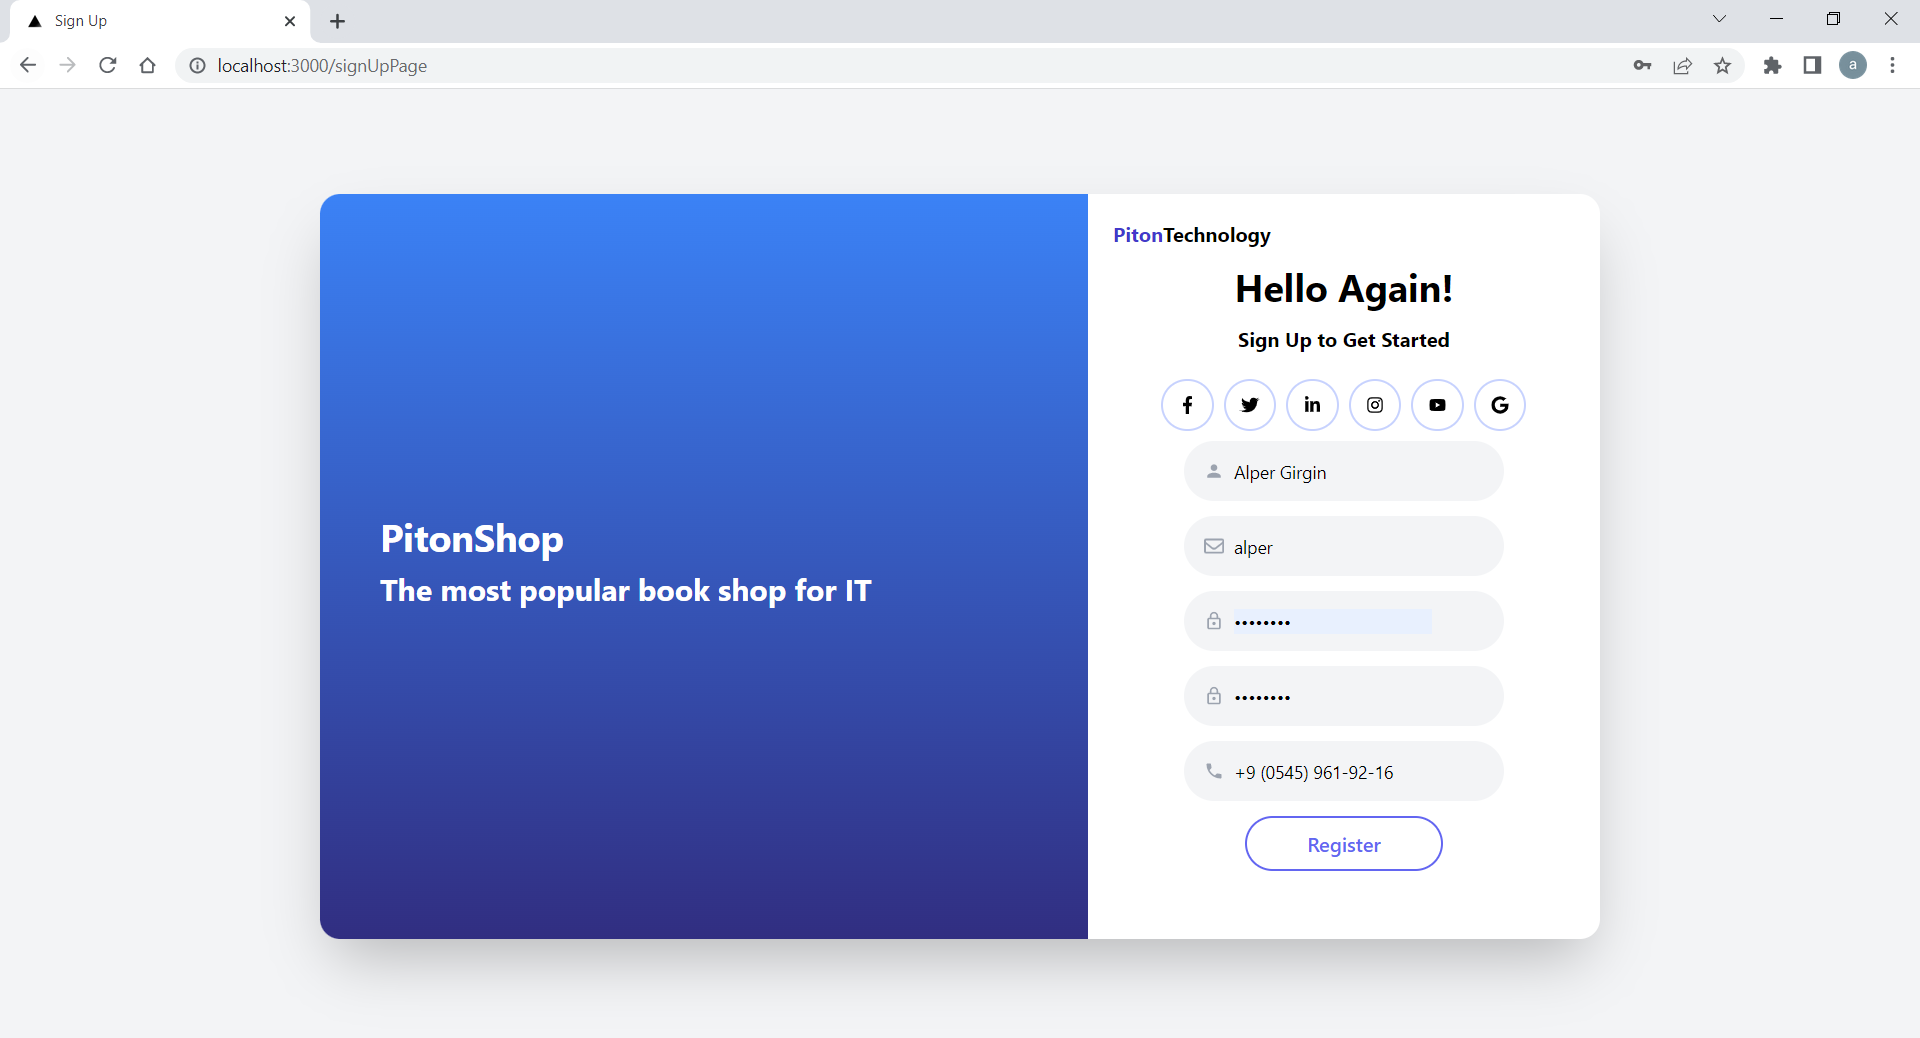 Sign Up
localhost:3000/signUpPage
a
PitonTechnology
Hello Again!
Sign Up to Get Started
Alper Girgin
PitonShop
alper
The most popular book shop for IT
••••••••
••••••••
+9 (0545) 961-92-16
Register